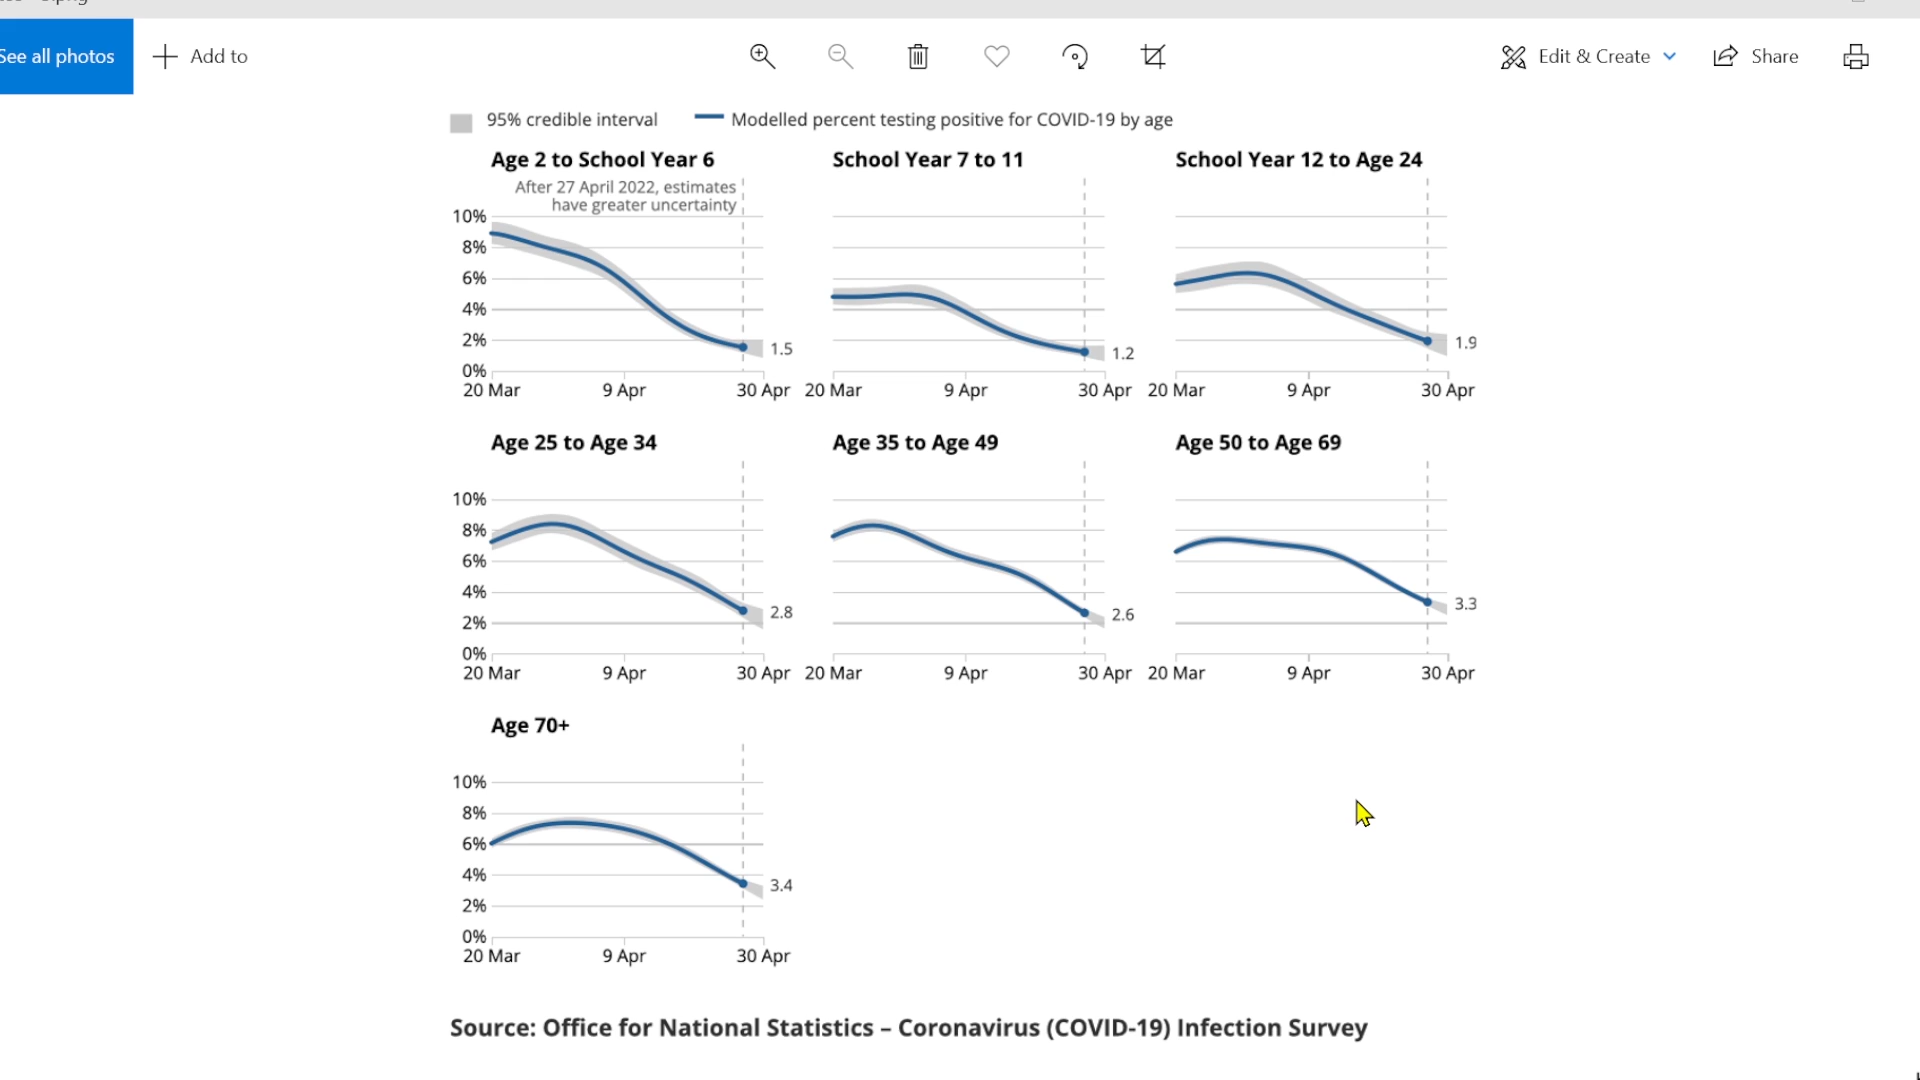 See all photos
Add to
Edit & Create
Share
95% credible interval
Modelled percent testing positive for COVID-19 by age
Age 2 to School Year 6
After 27 April 2022, estimates
have greater uncertainty
10%
8%
6%
4%
2%
0%
20 Mar
9 Apr
30 Apr
1.5
School Year 7 to 11
20 Mar
9 Apr
30 Apr
1.2
School Year 12 to Age 24
20 Mar
9 Apr
30 Apr
1.9
Age 25 to Age 34
10%
8%
6%
4%
2%
0%
20 Mar
9 Apr
30 Apr
2.8
Age 35 to Age 49
20 Mar
9 Apr
30 Apr
2.6
Age 50 to Age 69
20 Mar
9 Apr
30 Apr
3.3
Age 70+
10%
8%
6%
4%
2%
0%
20 Mar
9 Apr
30 Apr
3.4
Source: Office for National Statistics – Coronavirus (COVID-19) Infection Survey